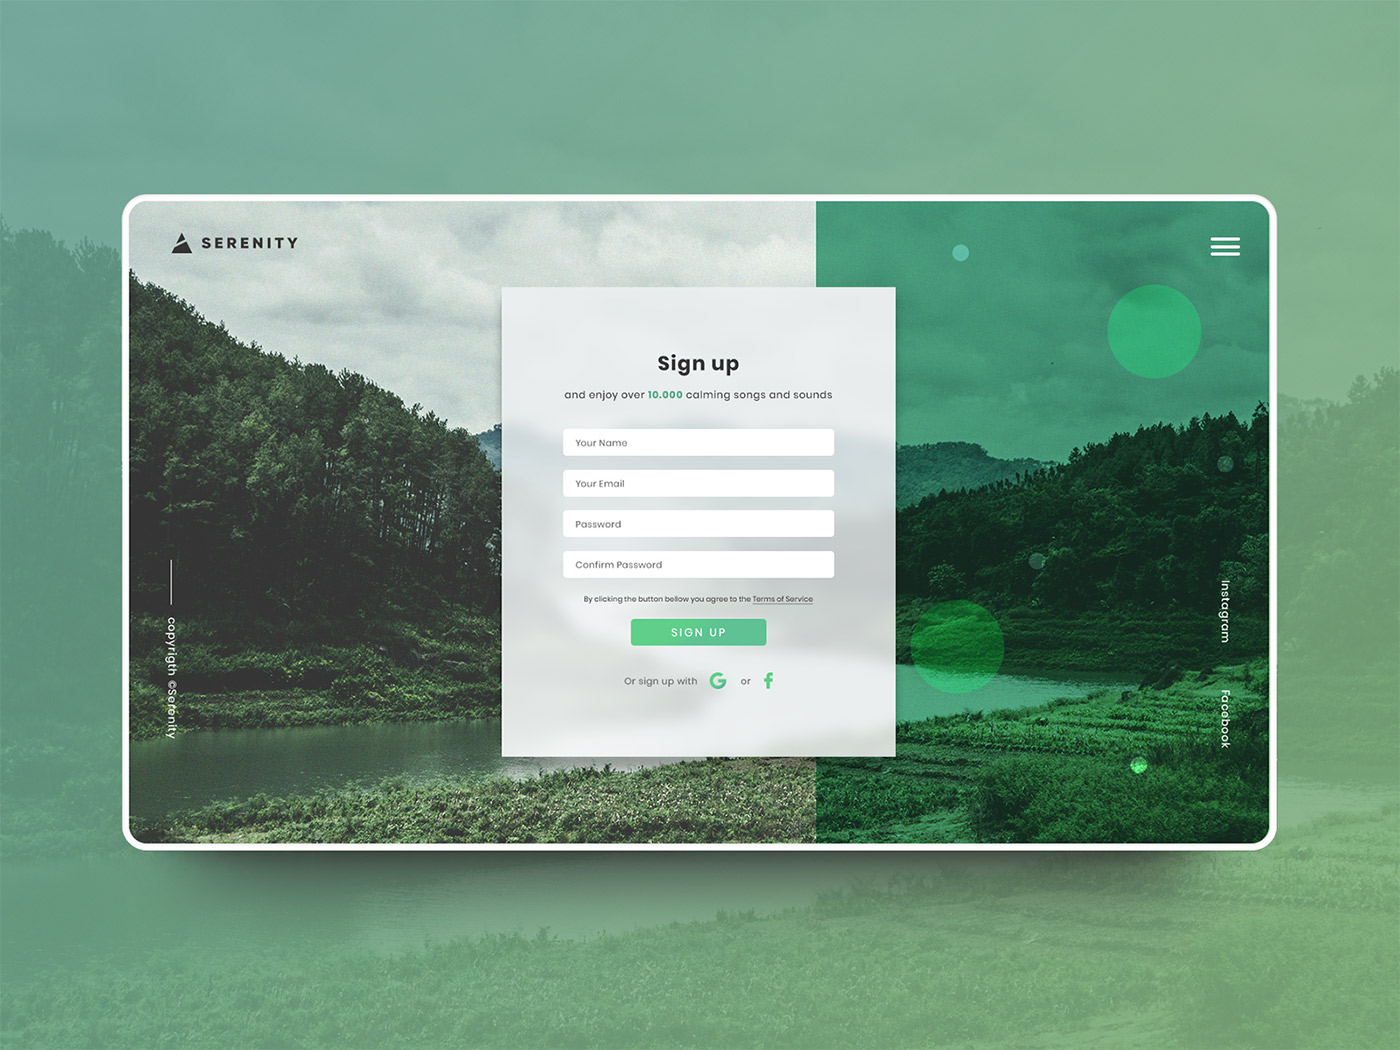 SERENITY
Sign up
and enjoy over 10.000 calming songs and sounds
Your Name
Your Email
Password
Confirm Password
By clicking the button bellow you agree to the Terms of Service
SIGN UP
Or sign up with G or f
copyrigth ©Serenity
Instagram
Facebook